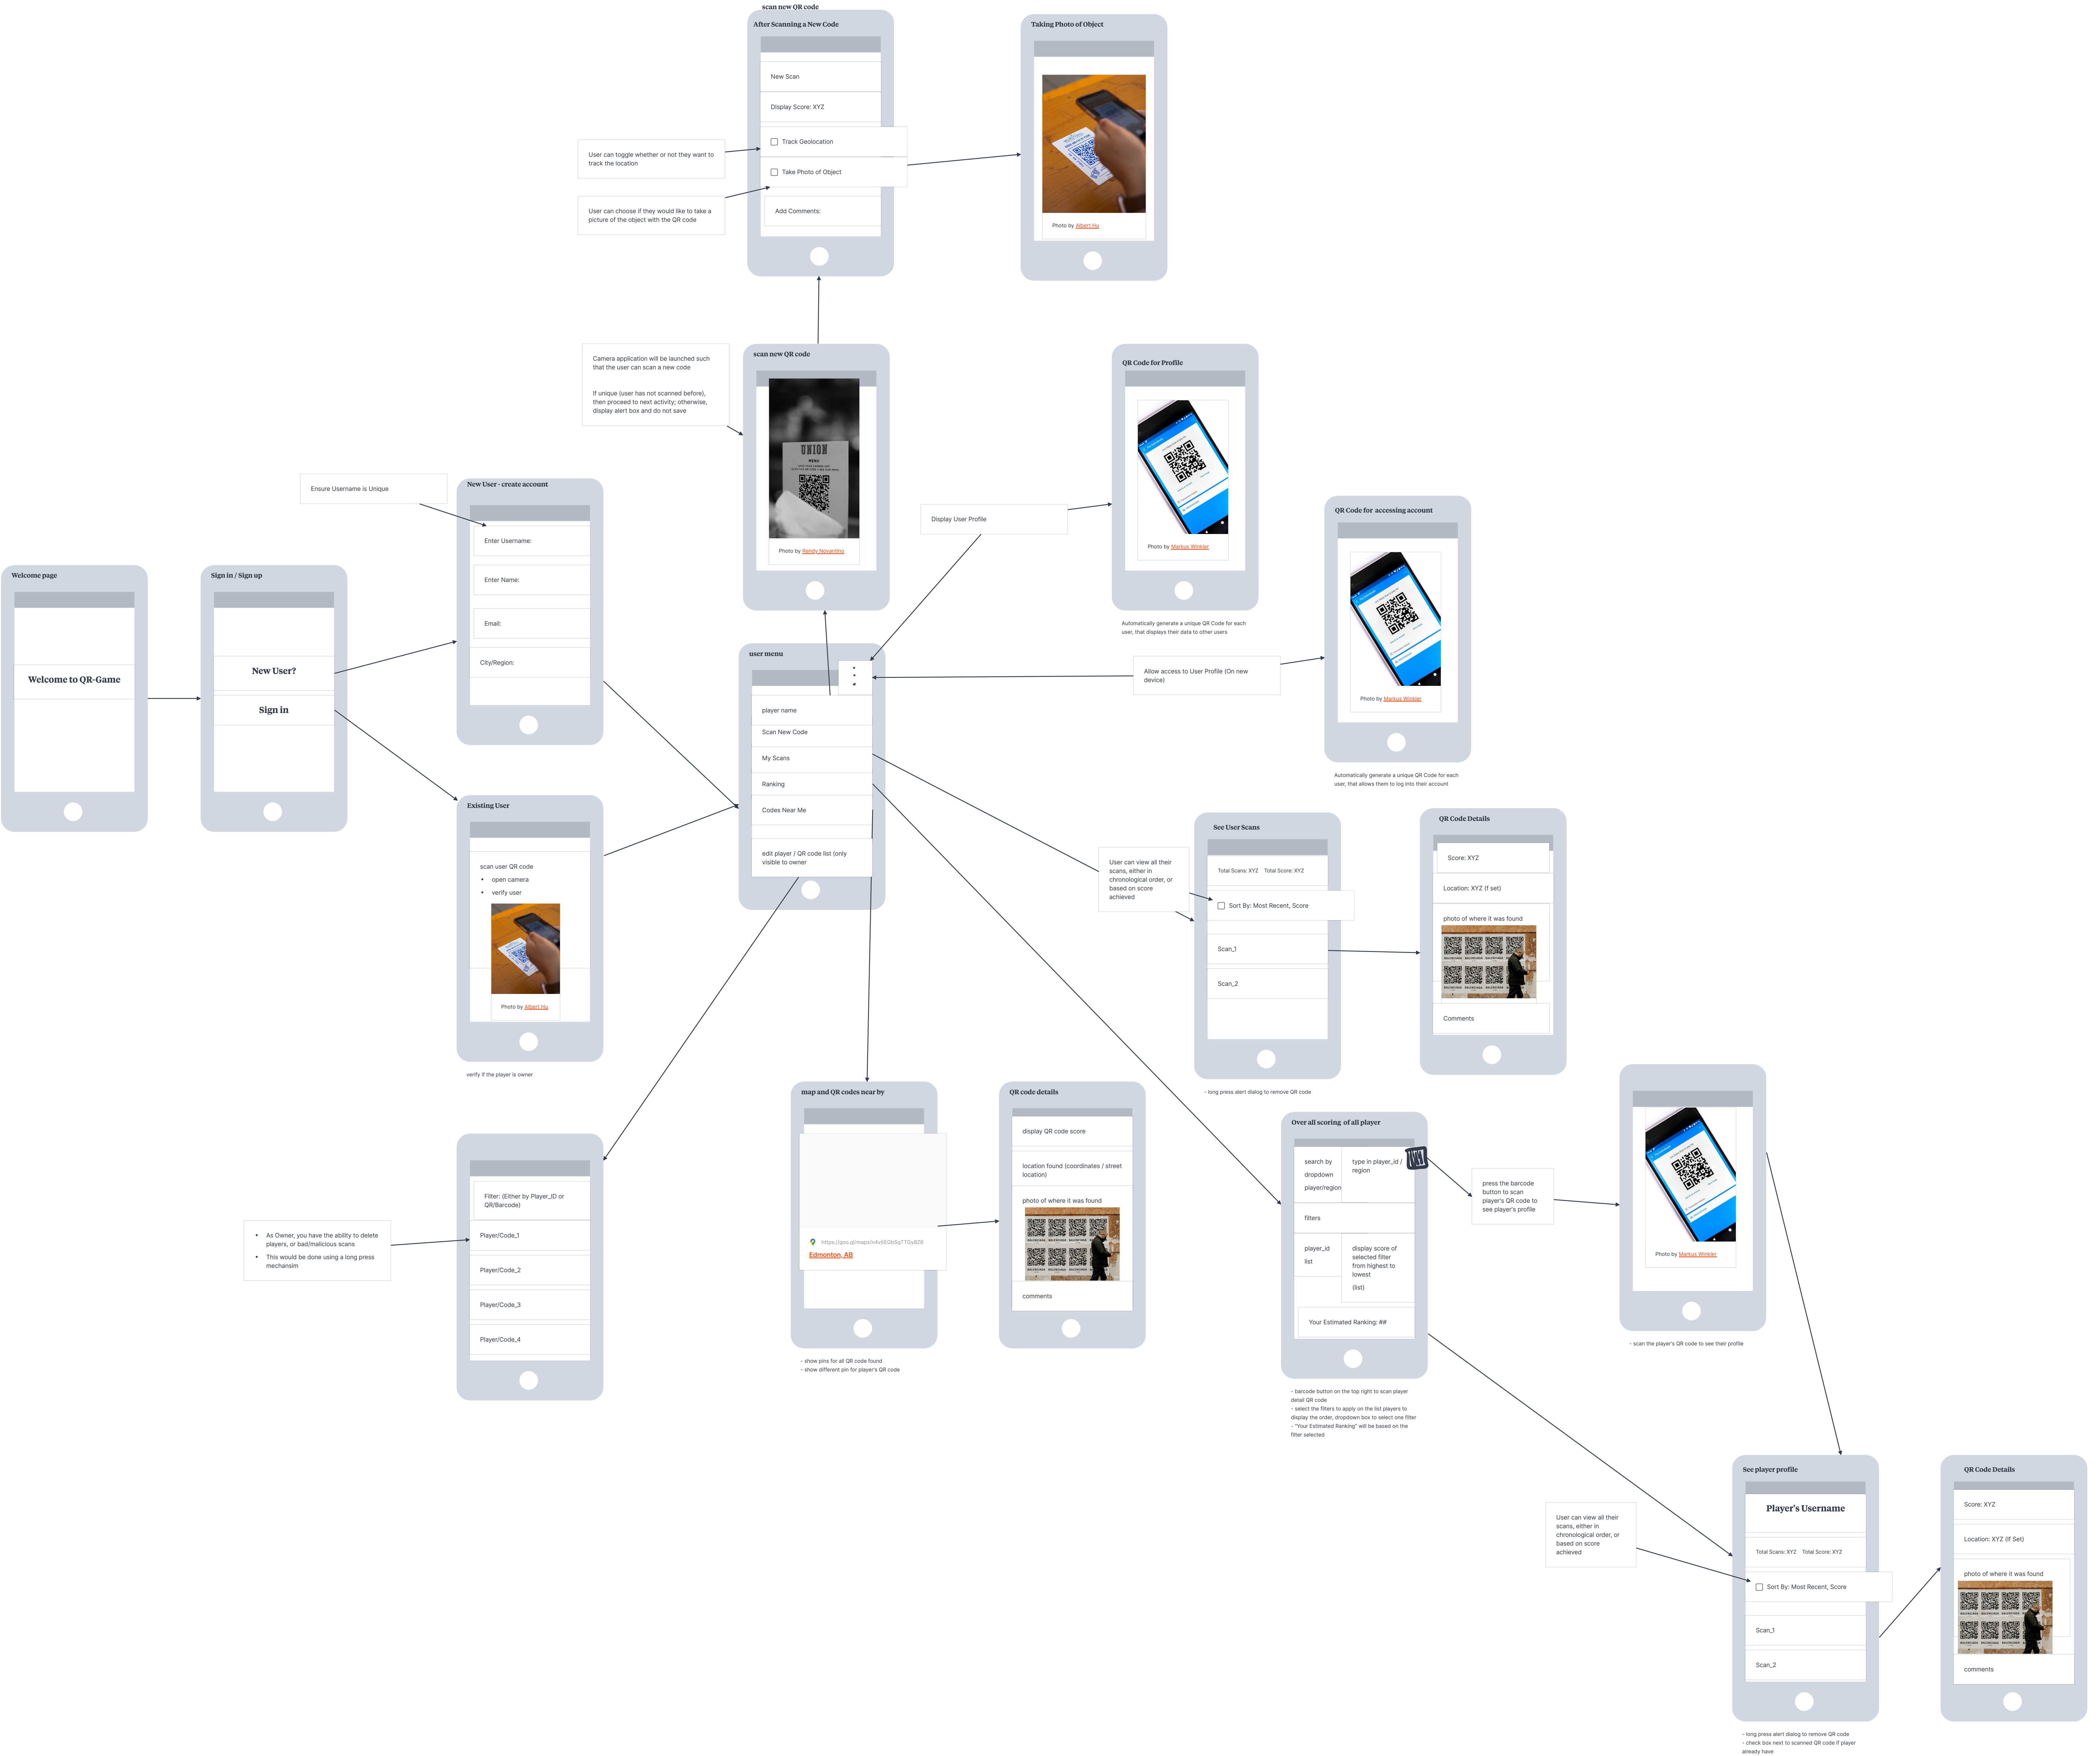 scan new QR code
After Scanning a New Code
New Scan
Display Score: XYZ
Track Geolocation
Take Photo of Object
Add Comments:
User can toggle whether or not they want to
track the location
User can choose if they would like to take a
picture of the object with the QR code
Taking Photo of Object
Photo by Albert Hu
Camera application will be launched such
that the user can scan a new code
If unique (user has not scanned before),
then proceed to next activity; otherwise,
display alert box and do not save
scan new QR code
UNION
MENU
Photo by Rendy Novantino
QR Code for Profile
Photo by Markus Winkler
Automatically generate a unique QR Code for each
user, that displays their data to other users
Display User Profile
QR Code for accessing account
Photo by Markus Winkler
Automatically generate a unique QR Code for each
user, that allows them to log into their account
Allow access to User Profile (On new
device)
Welcome page
Welcome to QR-Game
Sign in / Sign up
New User?
Sign in
Ensure Username is Unique
New User - create account
Enter Username:
Enter Name:
Email:
City/Region:
Existing User
scan user QR code
• open camera
• verify user
Photo by Albert Hu
verify if the player is owner
user menu
player name
Scan New Code
My Scans
Ranking
Codes Near Me
edit player / QR code list (only
visible to owner
User can view all their
scans, either in
chronological order, or
based on score
achieved
See User Scans
Total Scans: XYZ Total Score: XYZ
Sort By: Most Recent, Score
Scan_1
Scan_2
- long press alert dialog to remove QR code
QR Code Details
Score: XYZ
Location: XYZ (f set)
photo of where it was found
Comments
• As Owner, you have the ability to delete
players, or bad/malicious scans
• This would be done using a long press
mechansim
Filter: (Either by Player_ID or
QR/Barcode)
Player/Code_1
Player/Code_2
Player/Code_3
Player/Code_4
map and QR codes near by
Edmonton, AB
- show pins for all QR code found
- show different pin for player's QR code
QR code details
display QR code score
location found (coordinates / street
location)
photo of where it was found
comments
Over all scoring of all player
search by
dropdown
player/region
type in player_id /
region
filters
player_id
list
display score of
selected filter
from highest to
lowest
(list)
Your Estimated Ranking: ##
- barcode button on the top right to scan player
detail QR code
- select the filters to apply on the list players to
display the order, dropdown box to select one filter
- "Your Estimated Ranking" will be based on the
filter selected
press the barcode
button to scan
player's QR code to
see player's profile
Photo by Markus Winkler
- scan the player's QR code to see their profile
User can view all their
scans, either in
chronological order, or
based on score
achieved
See player profile
Player's Username
Total Scans: XYZ Total Score: XYZ
Sort By: Most Recent, Score
Scan_1
Scan_2
- long press alert dialog to remove QR code
- check box next to scanned QR code if player
already have
QR Code Details
Score: XYZ
Location: XYZ (If Set)
photo of where it was found
comments